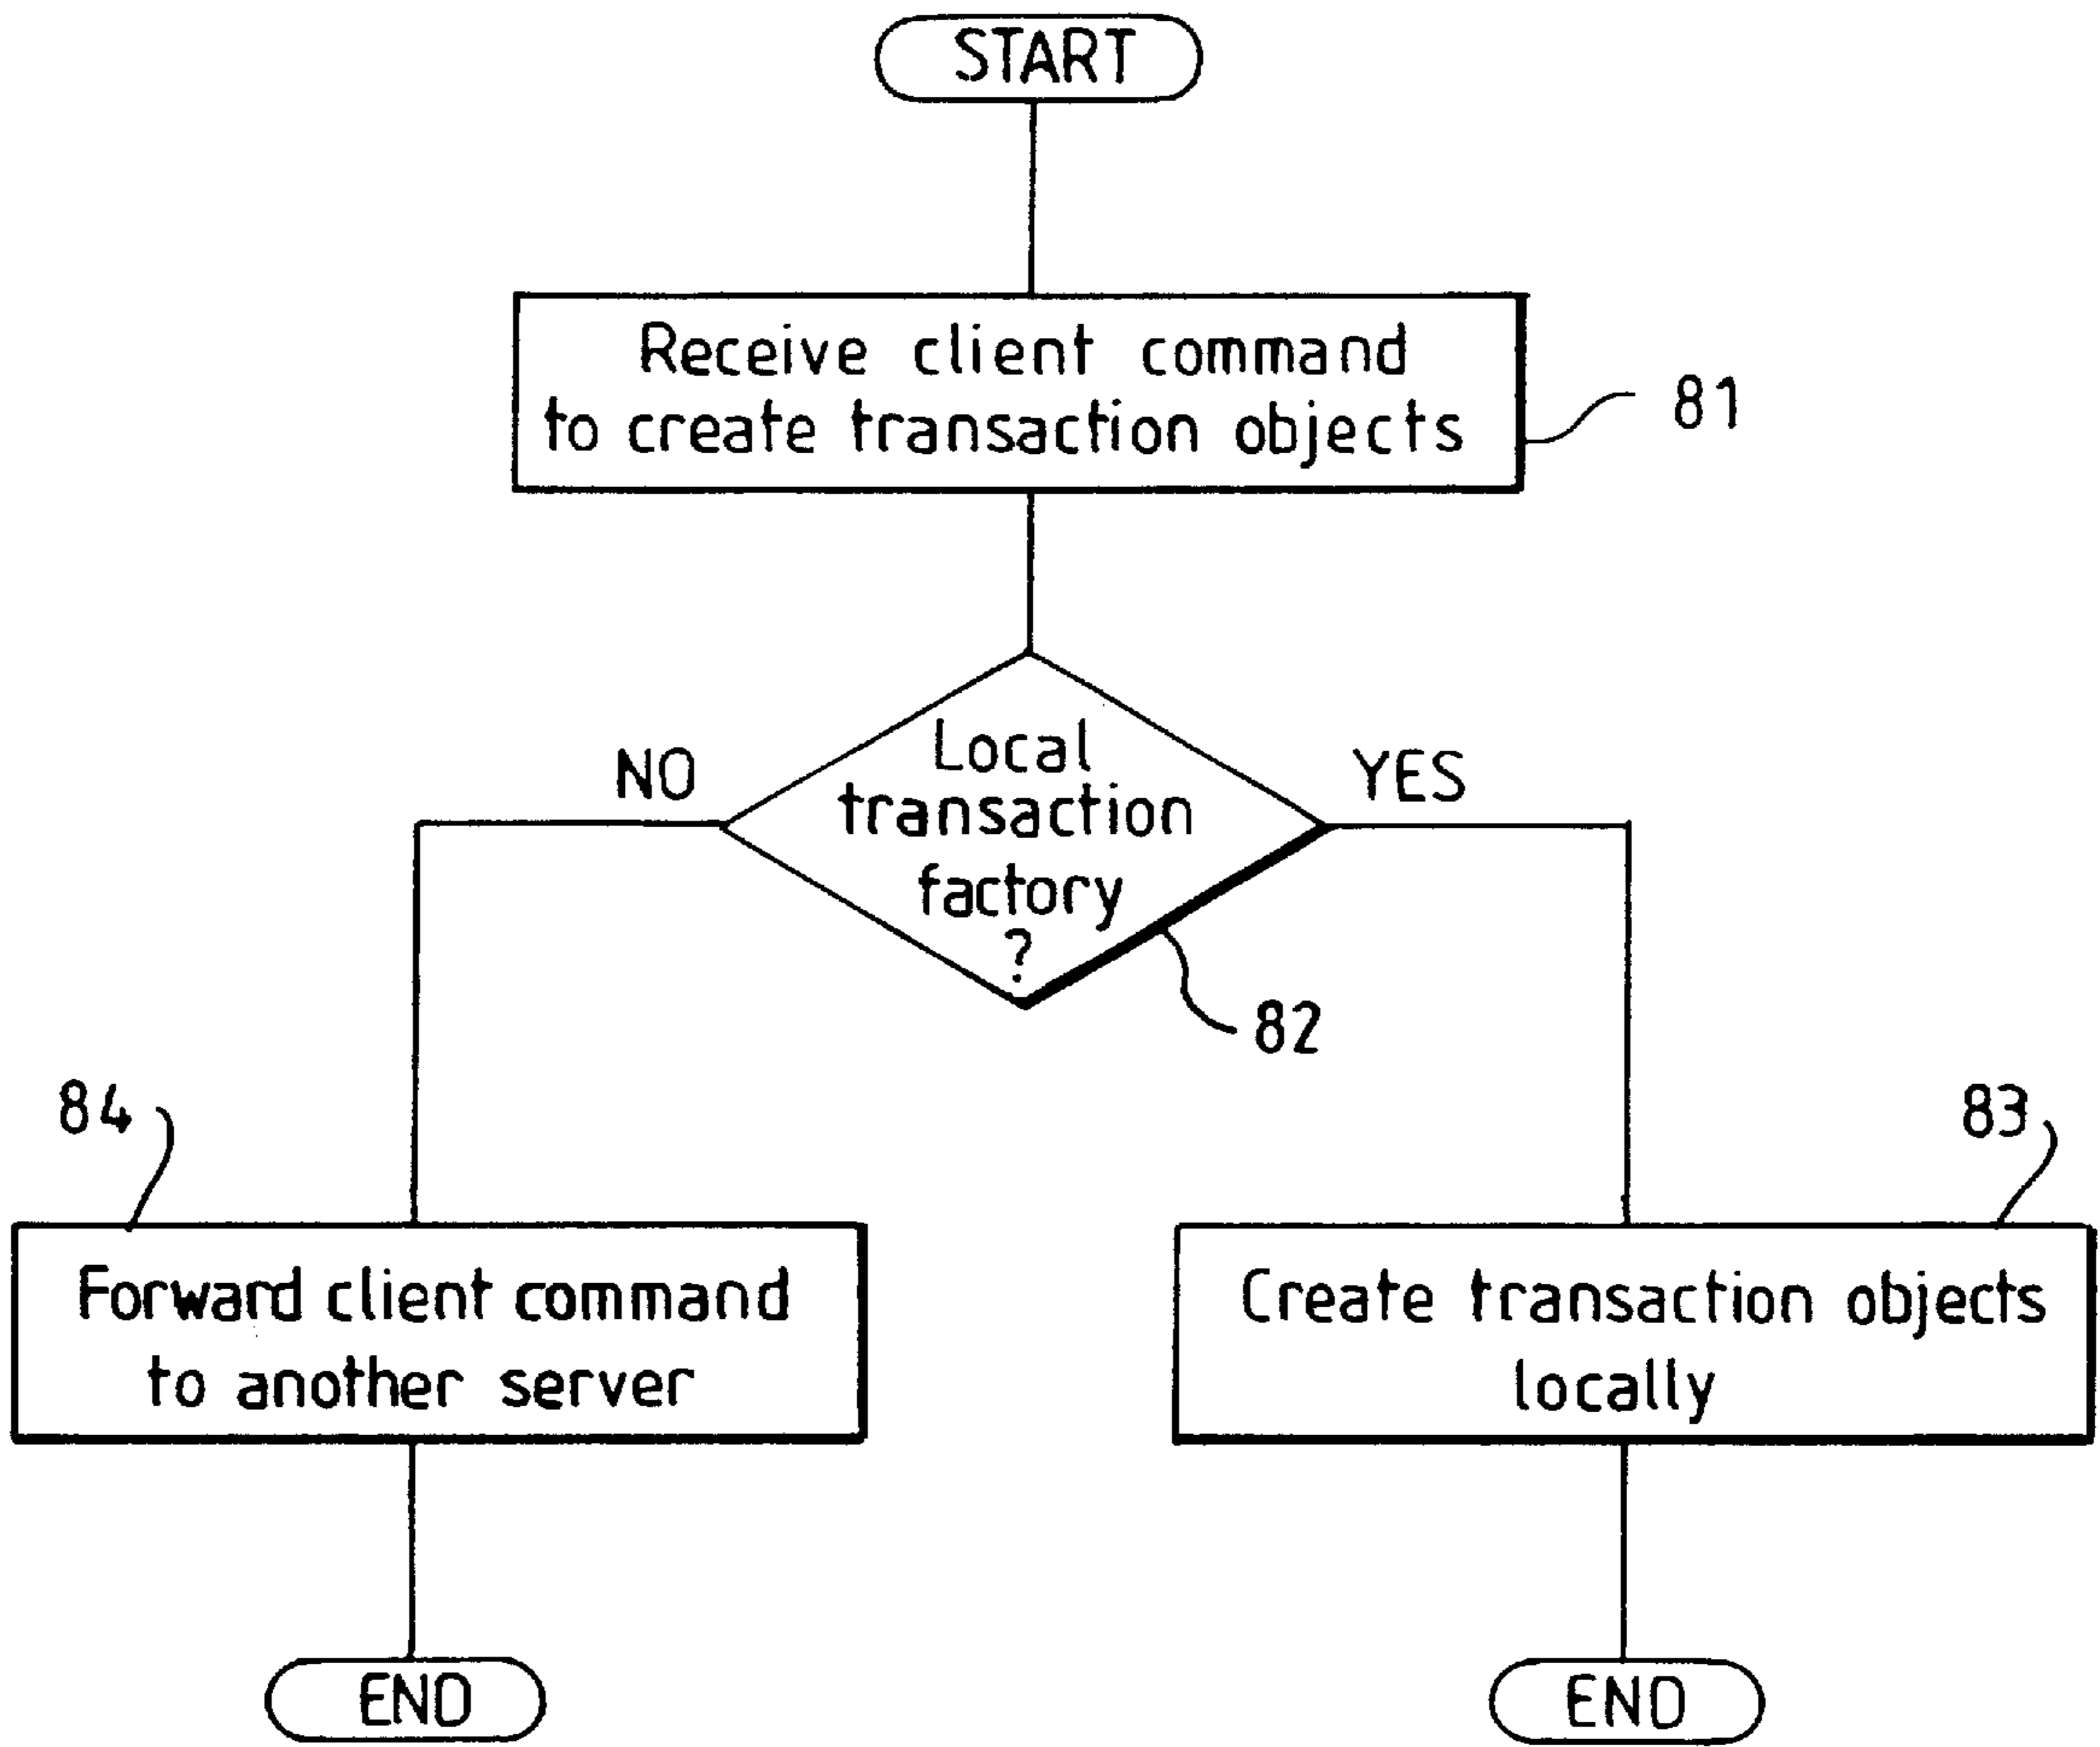 START
Receive client command
to create transaction objects
81
Local
transaction
factory
?
NO
YES
82
84
83
Forward client command
to another server
Create transaction objects
locally
END
END